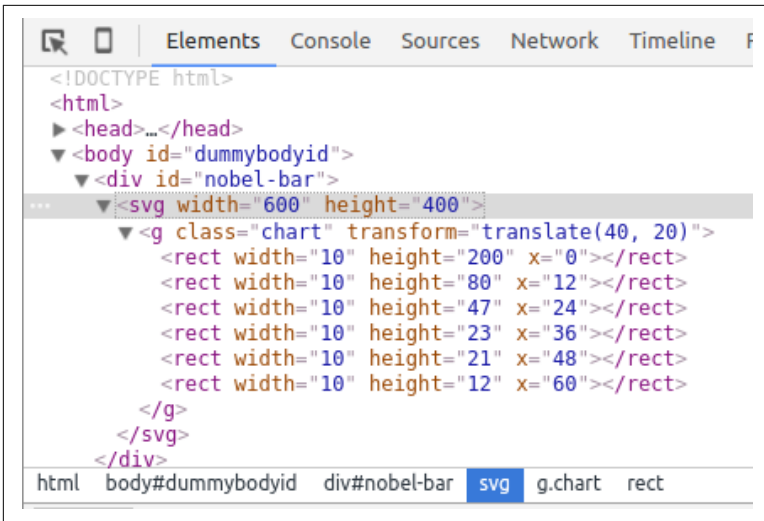 Elements Console Sources Network Timeline
<!DOCTYPE html>
<html>
▶<head>…</head>
▼<body id="dummybodyid">
▼<div id="nobel-bar">
… ▼<svg width="600" height="400">
▼<g class="chart" transform="translate(40, 20)">
<rect width="10" height="200" x="0"></rect>
<rect width="10" height="80" x="12"></rect>
<rect width="10" height="47" x="24"></rect>
<rect width="10" height="23" x="36"></rect>
<rect width="10" height="21" x="48"></rect>
<rect width="10" height="12" x="60"></rect>
</g>
</svg>
</div>
html body#dummybodyid div#nobel-bar svg g.chart rect